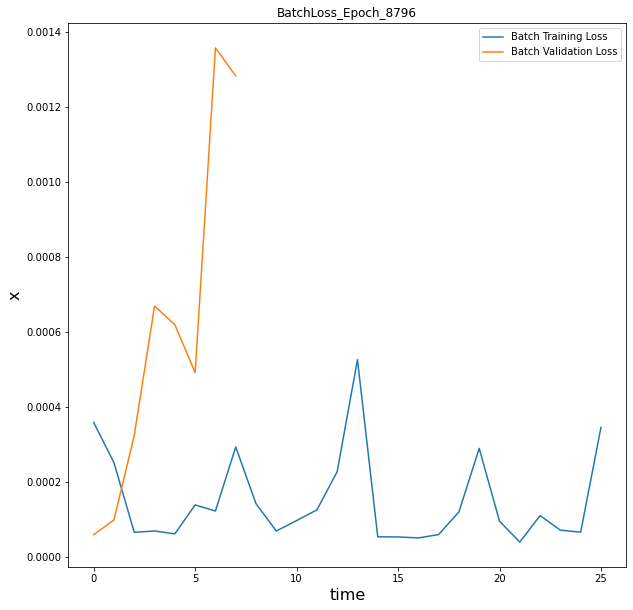 BatchLoss_Epoch_8796
Batch Training Loss
Batch Validation Loss
0.0014
0.0012
0.0010
0.0008
0.0006
0.0004
0.0002
0.0000
x
0 5 10 15 20 25
time